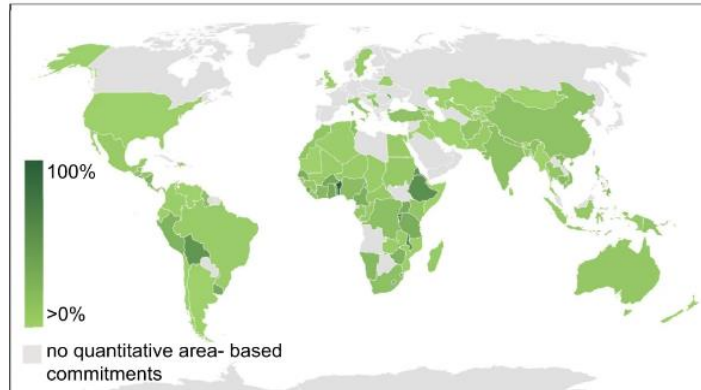 100%
>0%
no quantitative area- based
commitments